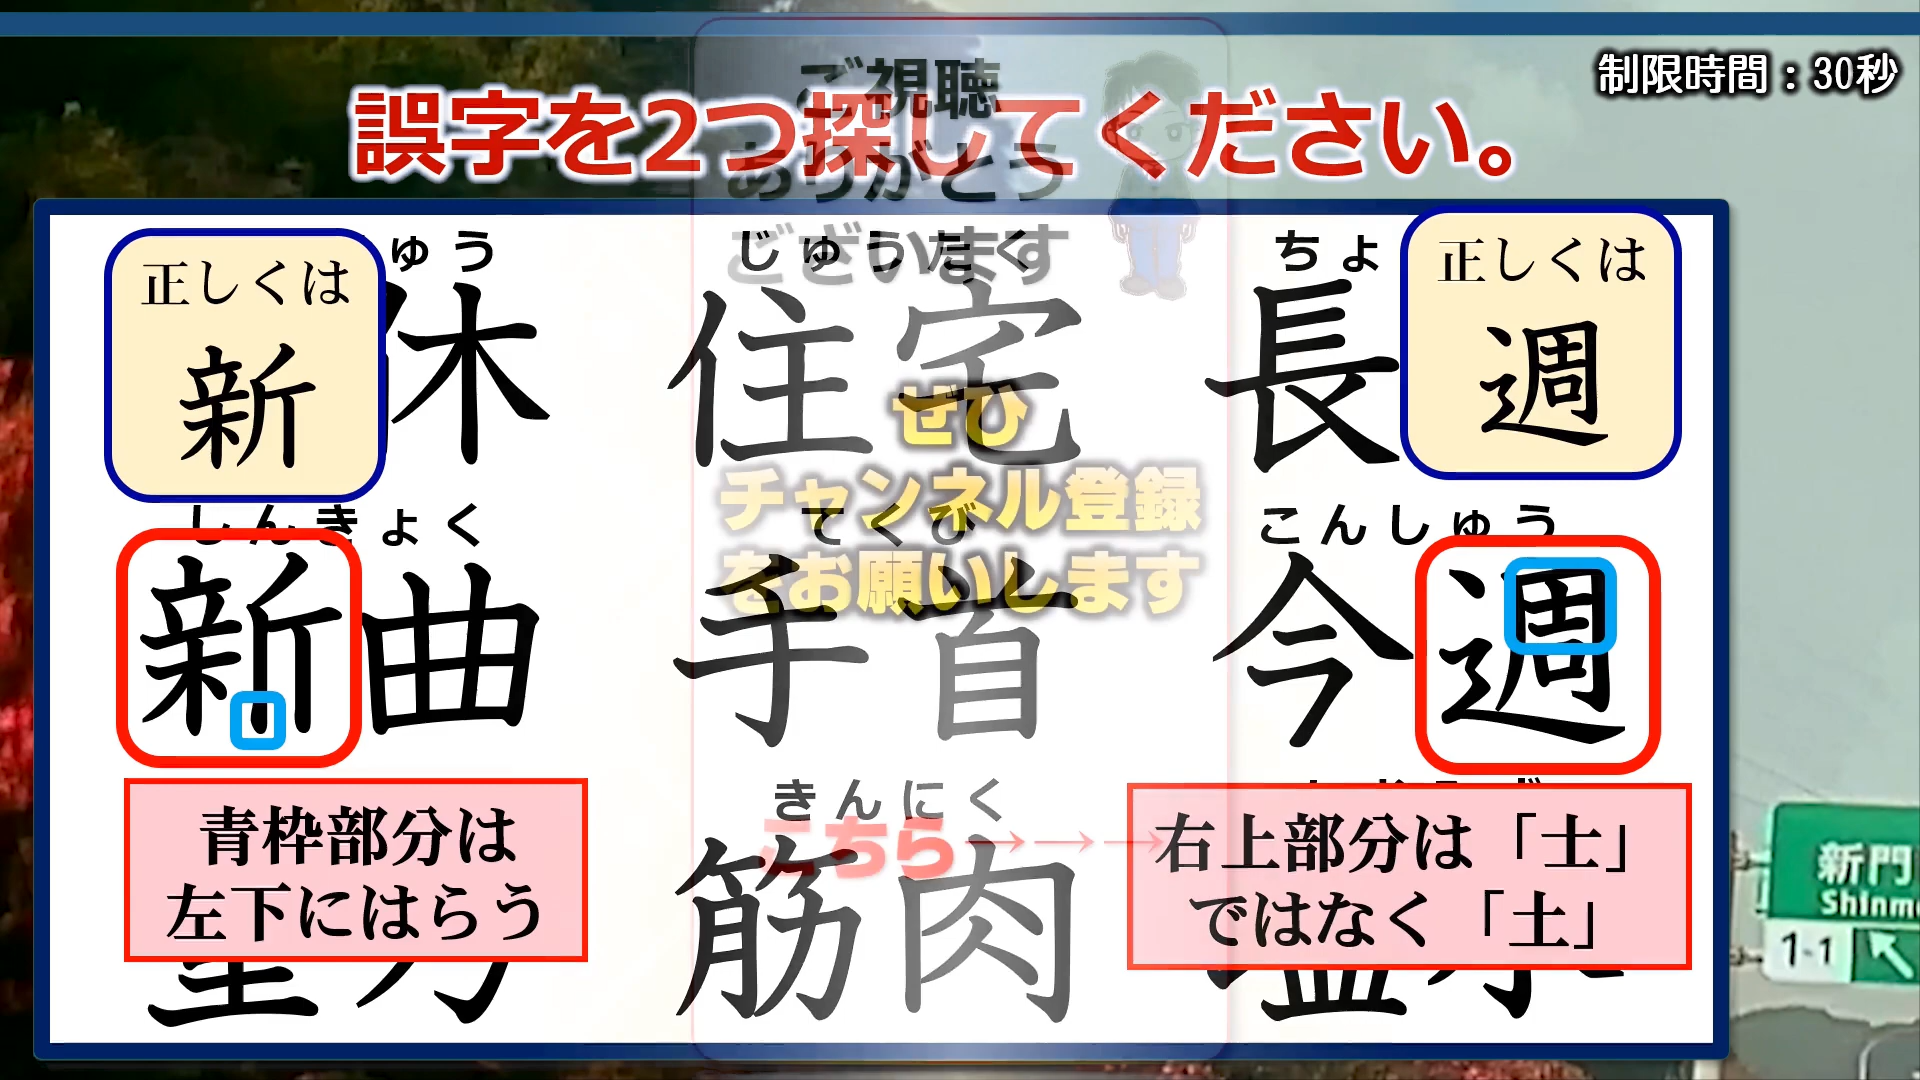 制限時間：30秒
誤字を2つ探してください。
ご視聴
ありがとう
ございます
正しくは
新
ゅう
休
じゅうたく
住宅
ちょ
長
正しくは
週
ぜひ
チャンネル登録
をお願いします
しんきょく
新曲
てくび
手首
こんしゅう
今週
青枠部分は
左下にはらう
きんにく
筋肉
こちら→→→
右上部分は「士」
ではなく「土」
新門
Shinm
1-1